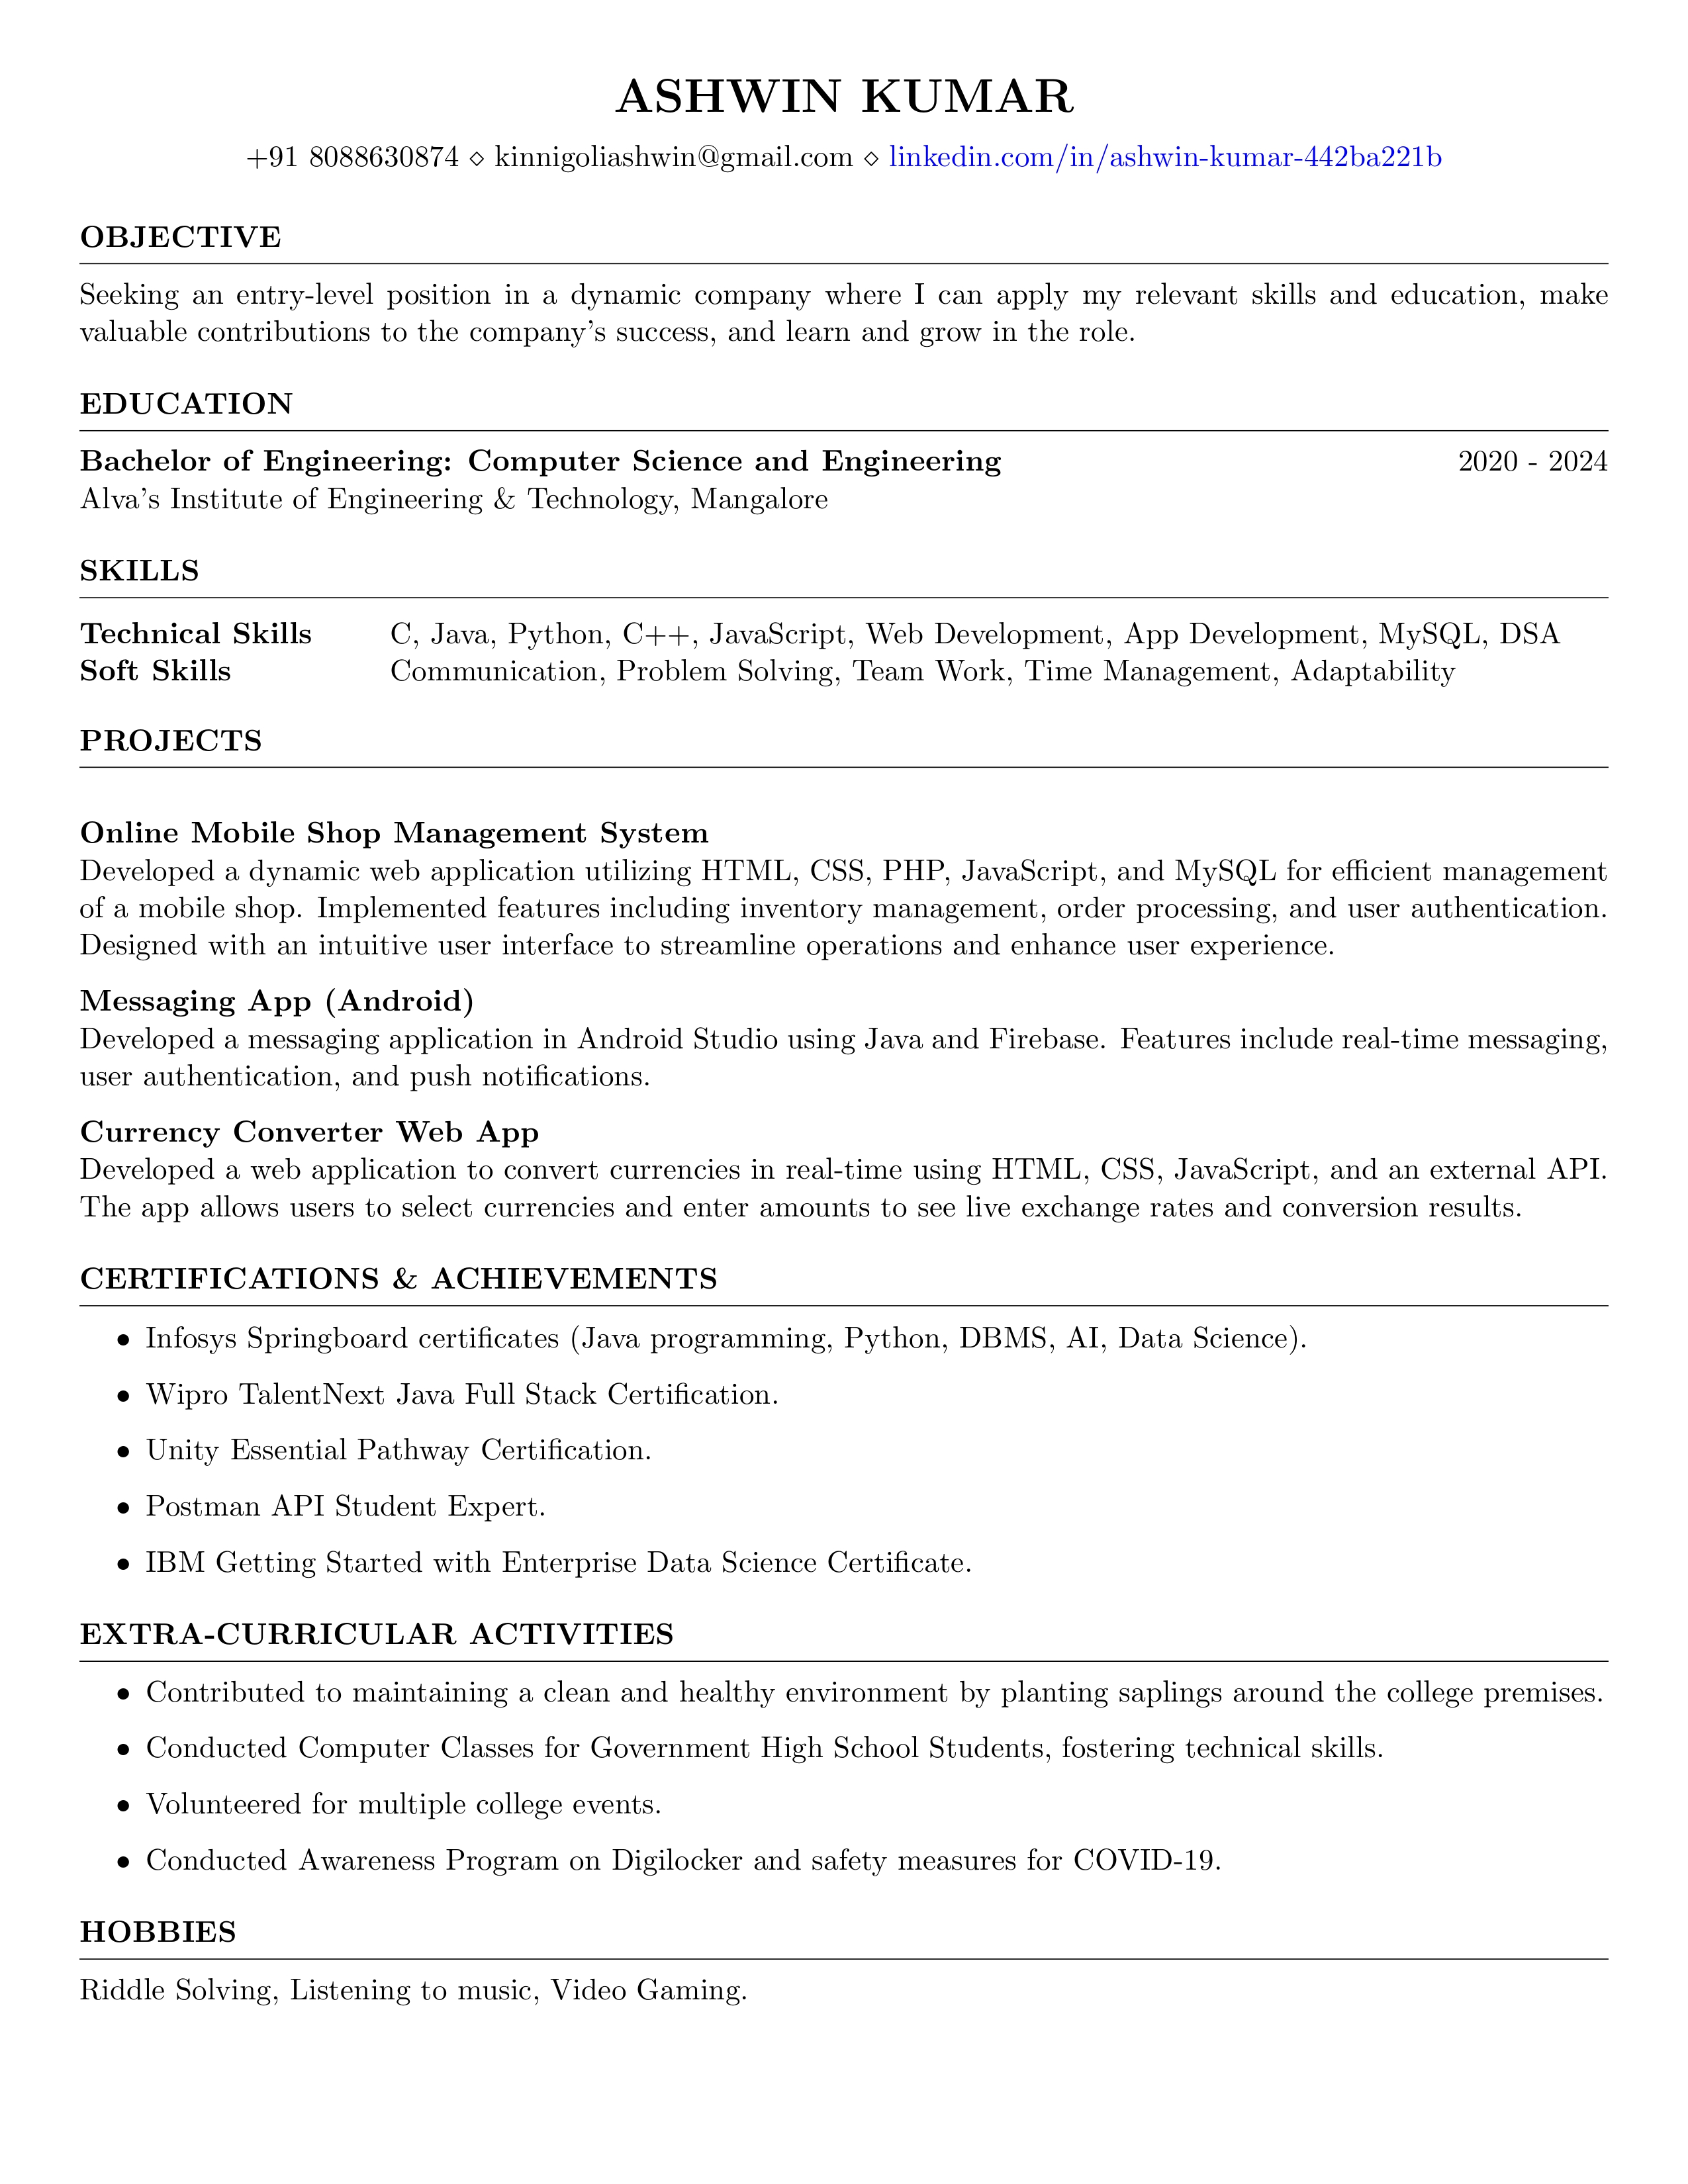 ASHWIN KUMAR
+91 8088630874 ⋄ kinnigoliashwin@gmail.com ⋄ linkedin.com/in/ashwin-kumar-442ba221b
OBJECTIVE
Seeking an entry-level position in a dynamic company where I can apply my relevant skills and education, make
valuable contributions to the company's success, and learn and grow in the role.
EDUCATION
Bachelor of Engineering: Computer Science and Engineering 2020 - 2024
Alva's Institute of Engineering & Technology, Mangalore
SKILLS
Technical Skills C, Java, Python, C++, JavaScript, Web Development, App Development, MySQL, DSA
Soft Skills Communication, Problem Solving, Team Work, Time Management, Adaptability
PROJECTS
Online Mobile Shop Management System
Developed a dynamic web application utilizing HTML, CSS, PHP, JavaScript, and MySQL for efficient management
of a mobile shop. Implemented features including inventory management, order processing, and user authentication.
Designed with an intuitive user interface to streamline operations and enhance user experience.
Messaging App (Android)
Developed a messaging application in Android Studio using Java and Firebase. Features include real-time messaging,
user authentication, and push notifications.
Currency Converter Web App
Developed a web application to convert currencies in real-time using HTML, CSS, JavaScript, and an external API.
The app allows users to select currencies and enter amounts to see live exchange rates and conversion results.
CERTIFICATIONS & ACHIEVEMENTS
• Infosys Springboard certificates (Java programming, Python, DBMS, AI, Data Science).
• Wipro TalentNext Java Full Stack Certification.
• Unity Essential Pathway Certification.
• Postman API Student Expert.
• IBM Getting Started with Enterprise Data Science Certificate.
EXTRA-CURRICULAR ACTIVITIES
• Contributed to maintaining a clean and healthy environment by planting saplings around the college premises.
• Conducted Computer Classes for Government High School Students, fostering technical skills.
• Volunteered for multiple college events.
• Conducted Awareness Program on Digilocker and safety measures for COVID-19.
HOBBIES
Riddle Solving, Listening to music, Video Gaming.